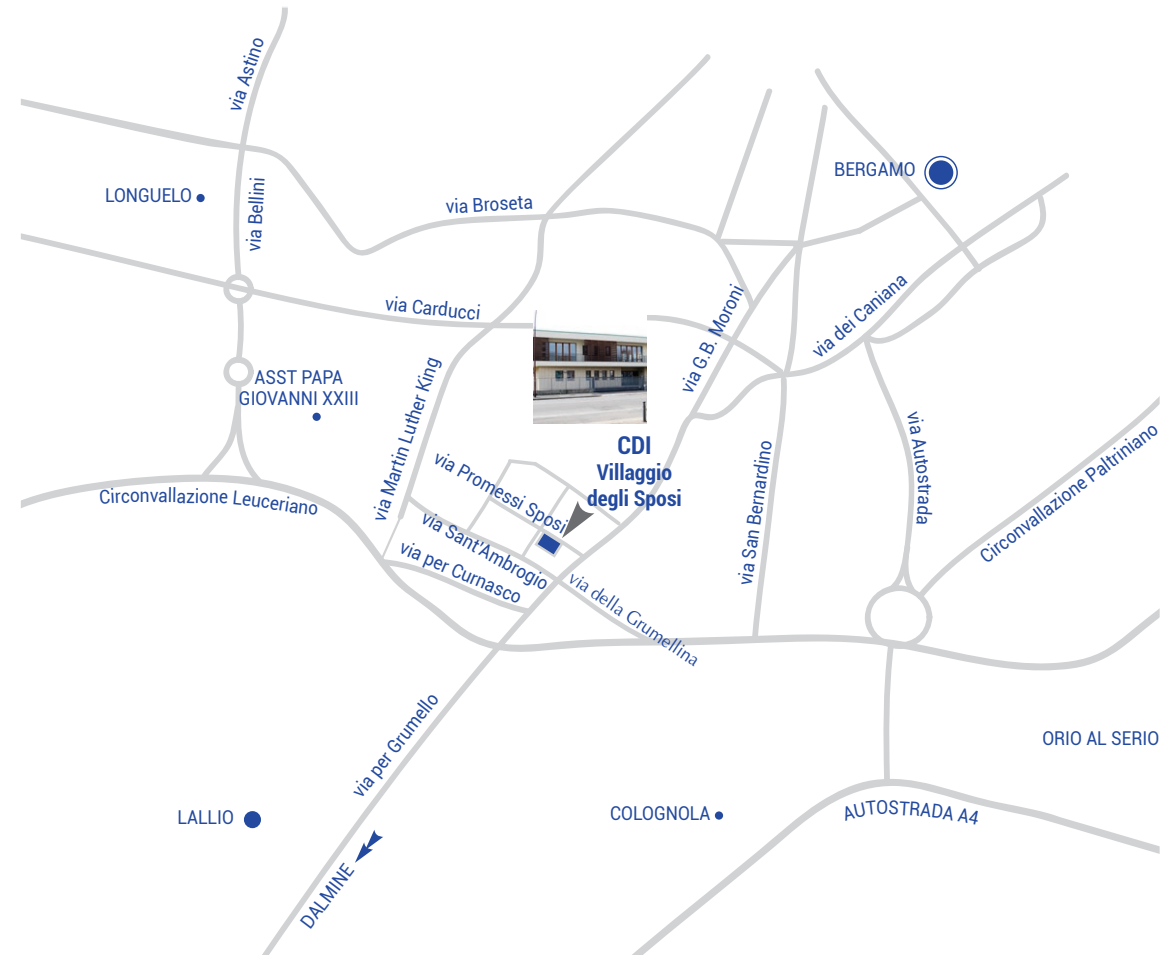 via Astino
BERGAMO
LONGUELO
via Bellini
via Broseta
via Carducci
via G.B. Moroni
via dei Caniana
ASST PAPA
GIOVANNI XXIII
via Martin Luther King
CDI
Villaggio
degli Sposi
via Promessi Sposi
via Autostrada
Circonvallazione Paltriniano
Circonvallazione Leuceriano
via San Bernardino
via Sant'Ambrogio
via per Curnasco
via della Grumellina
via per Grumello
ORIO AL SERIO
LALLIO
COLOGNOLA
AUTOSTRADA A4
DALMINE